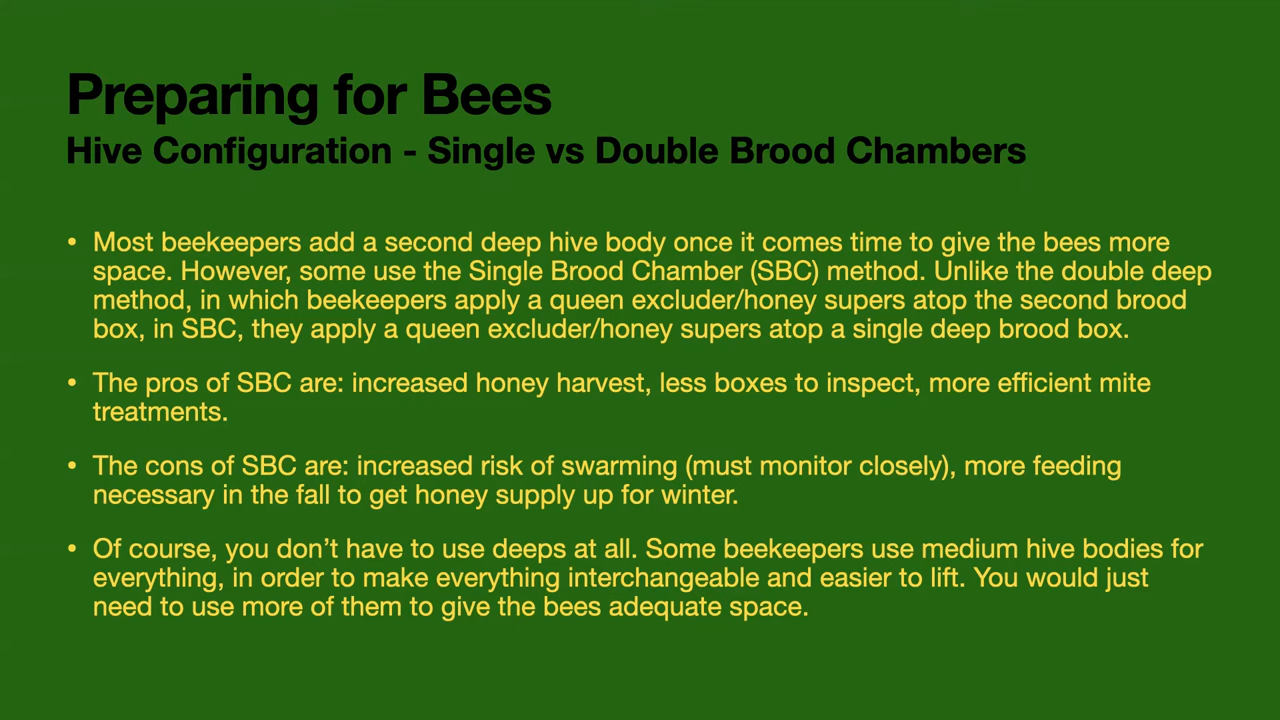 Preparing for Bees
Hive Configuration - Single vs Double Brood Chambers
• Most beekeepers add a second deep hive body once it comes time to give the bees more
space. However, some use the Single Brood Chamber (SBC) method. Unlike the double deep
method, in which beekeepers apply a queen excluder/honey supers atop the second brood
box, in SBC, they apply a queen excluder/honey supers atop a single deep brood box.
• The pros of SBC are: increased honey harvest, less boxes to inspect, more efficient mite
treatments.
• The cons of SBC are: increased risk of swarming (must monitor closely), more feeding
necessary in the fall to get honey supply up for winter.
• Of course, you don’t have to use deeps at all. Some beekeepers use medium hive bodies for
everything, in order to make everything interchangeable and easier to lift. You would just
need to use more of them to give the bees adequate space.